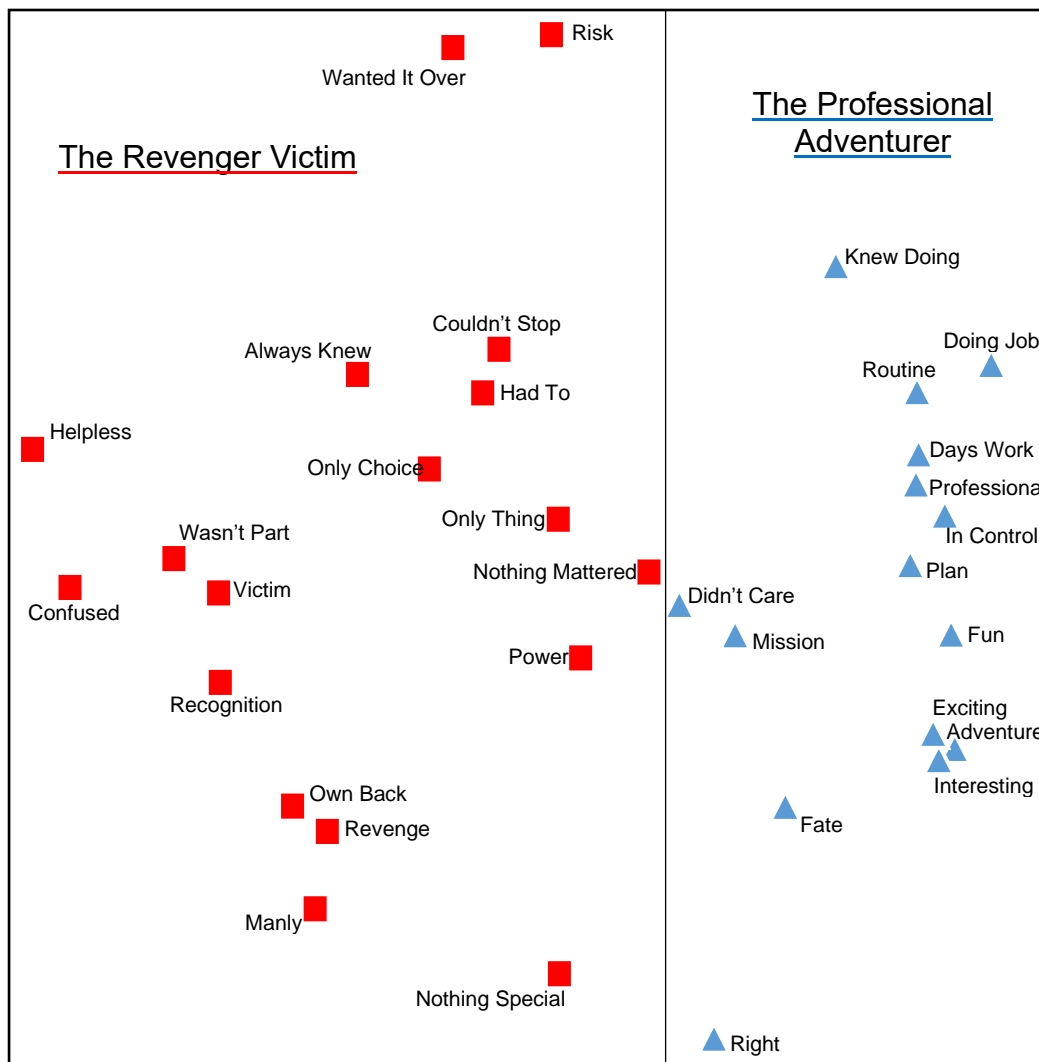 Risk
Wanted It Over
The Professional
Adventurer
The Revenger Victim
Knew Doing
Couldn't Stop
Always Knew
Doing Job
Routine
Had To
Helpless
Only Choice
Days Work
Professiona
Only Thing
In Control
Wasn't Part
Nothing Mattered
Plan
Victim
Didn't Care
Confused
Mission
Fun
Power
Recognition
Exciting
Adventure
Interesting
Own Back
Revenge
Fate
Manly
Nothing Special
Right